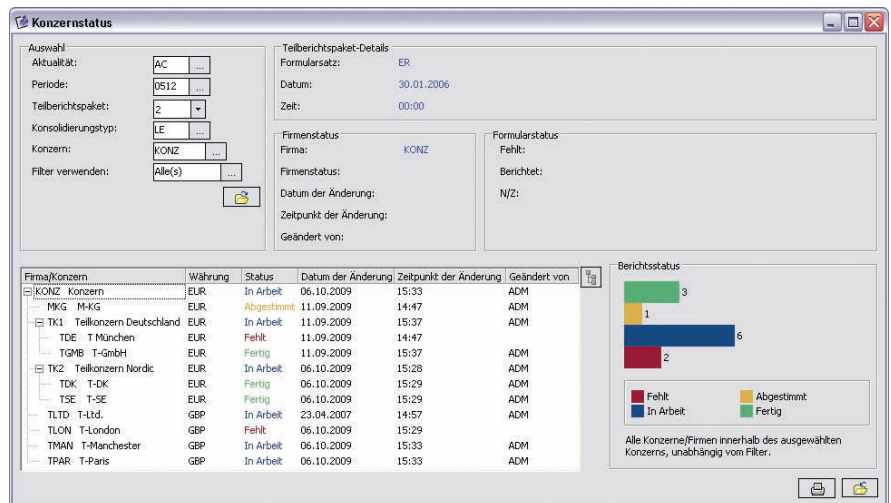 Konzernstatus
Auswahl
Aktualität: AC ...
Periode: 0512 ...
Teilberichtspaket: 2
Konsolidierungstyp: LE ...
Konzern: KONZ ...
Filter verwenden: Alle(s) ...
Teilberichtspaket-Details
Formularsatz: ER
Datum: 30.01.2006
Zeit: 00:00
Firmenstatus
Firma: KONZ
Firmenstatus:
Datum der Änderung:
Zeitpunkt der Änderung:
Geändert von:
Formularstatus
Fehlt:
Berichtet:
N/Z:
Firma/Konzern Währung Status Datum der Änderung Zeitpunkt der Änderung Geändert von
KONZ Konzern EUR In Arbeit 06.10.2009 15:33 ADM
MKG M-KG EUR Abgestimmt 11.09.2009 14:47 ADM
TK1 Teilkonzern Deutschland EUR In Arbeit 11.09.2009 15:37 ADM
TDE T München EUR Fehlt 11.09.2009 14:47
TGMB T-GmbH EUR Fertig 11.09.2009 15:37 ADM
TK2 Teilkonzern Nordic EUR In Arbeit 06.10.2009 15:28 ADM
TDK T-DK EUR Fertig 06.10.2009 15:29 ADM
TSE T-SE EUR Fertig 06.10.2009 15:29 ADM
TLTD T-Ltd. GBP In Arbeit 23.04.2007 14:57 ADM
TLON T-London GBP Fehlt 06.10.2009 15:29
TMAN T-Manchester GBP In Arbeit 06.10.2009 15:33 ADM
TPAR T-Paris GBP In Arbeit 06.10.2009 15:33 ADM
Berichtsstatus
3
1
6
2
Fehlt Abgestimmt
In Arbeit Fertig
Alle Konzerne/Firmen innerhalb des ausgewählten
Konzerns, unabhängig vom Filter.